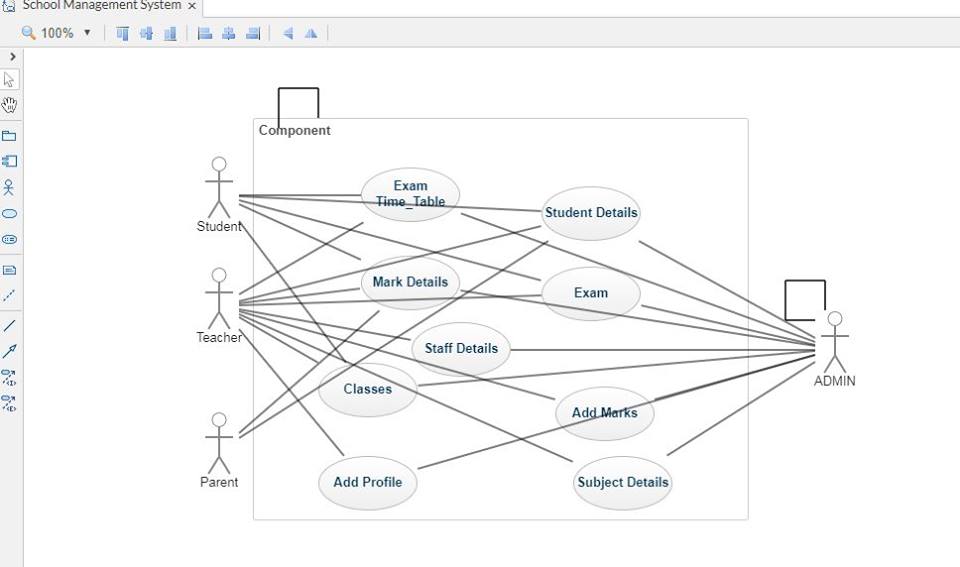 School Management System
100%
Component
Exam
Time_Table
Student Details
Student
Mark Details
Exam
Teacher
Staff Details
ADMIN
Classes
Add Marks
Parent
Add Profile
Subject Details